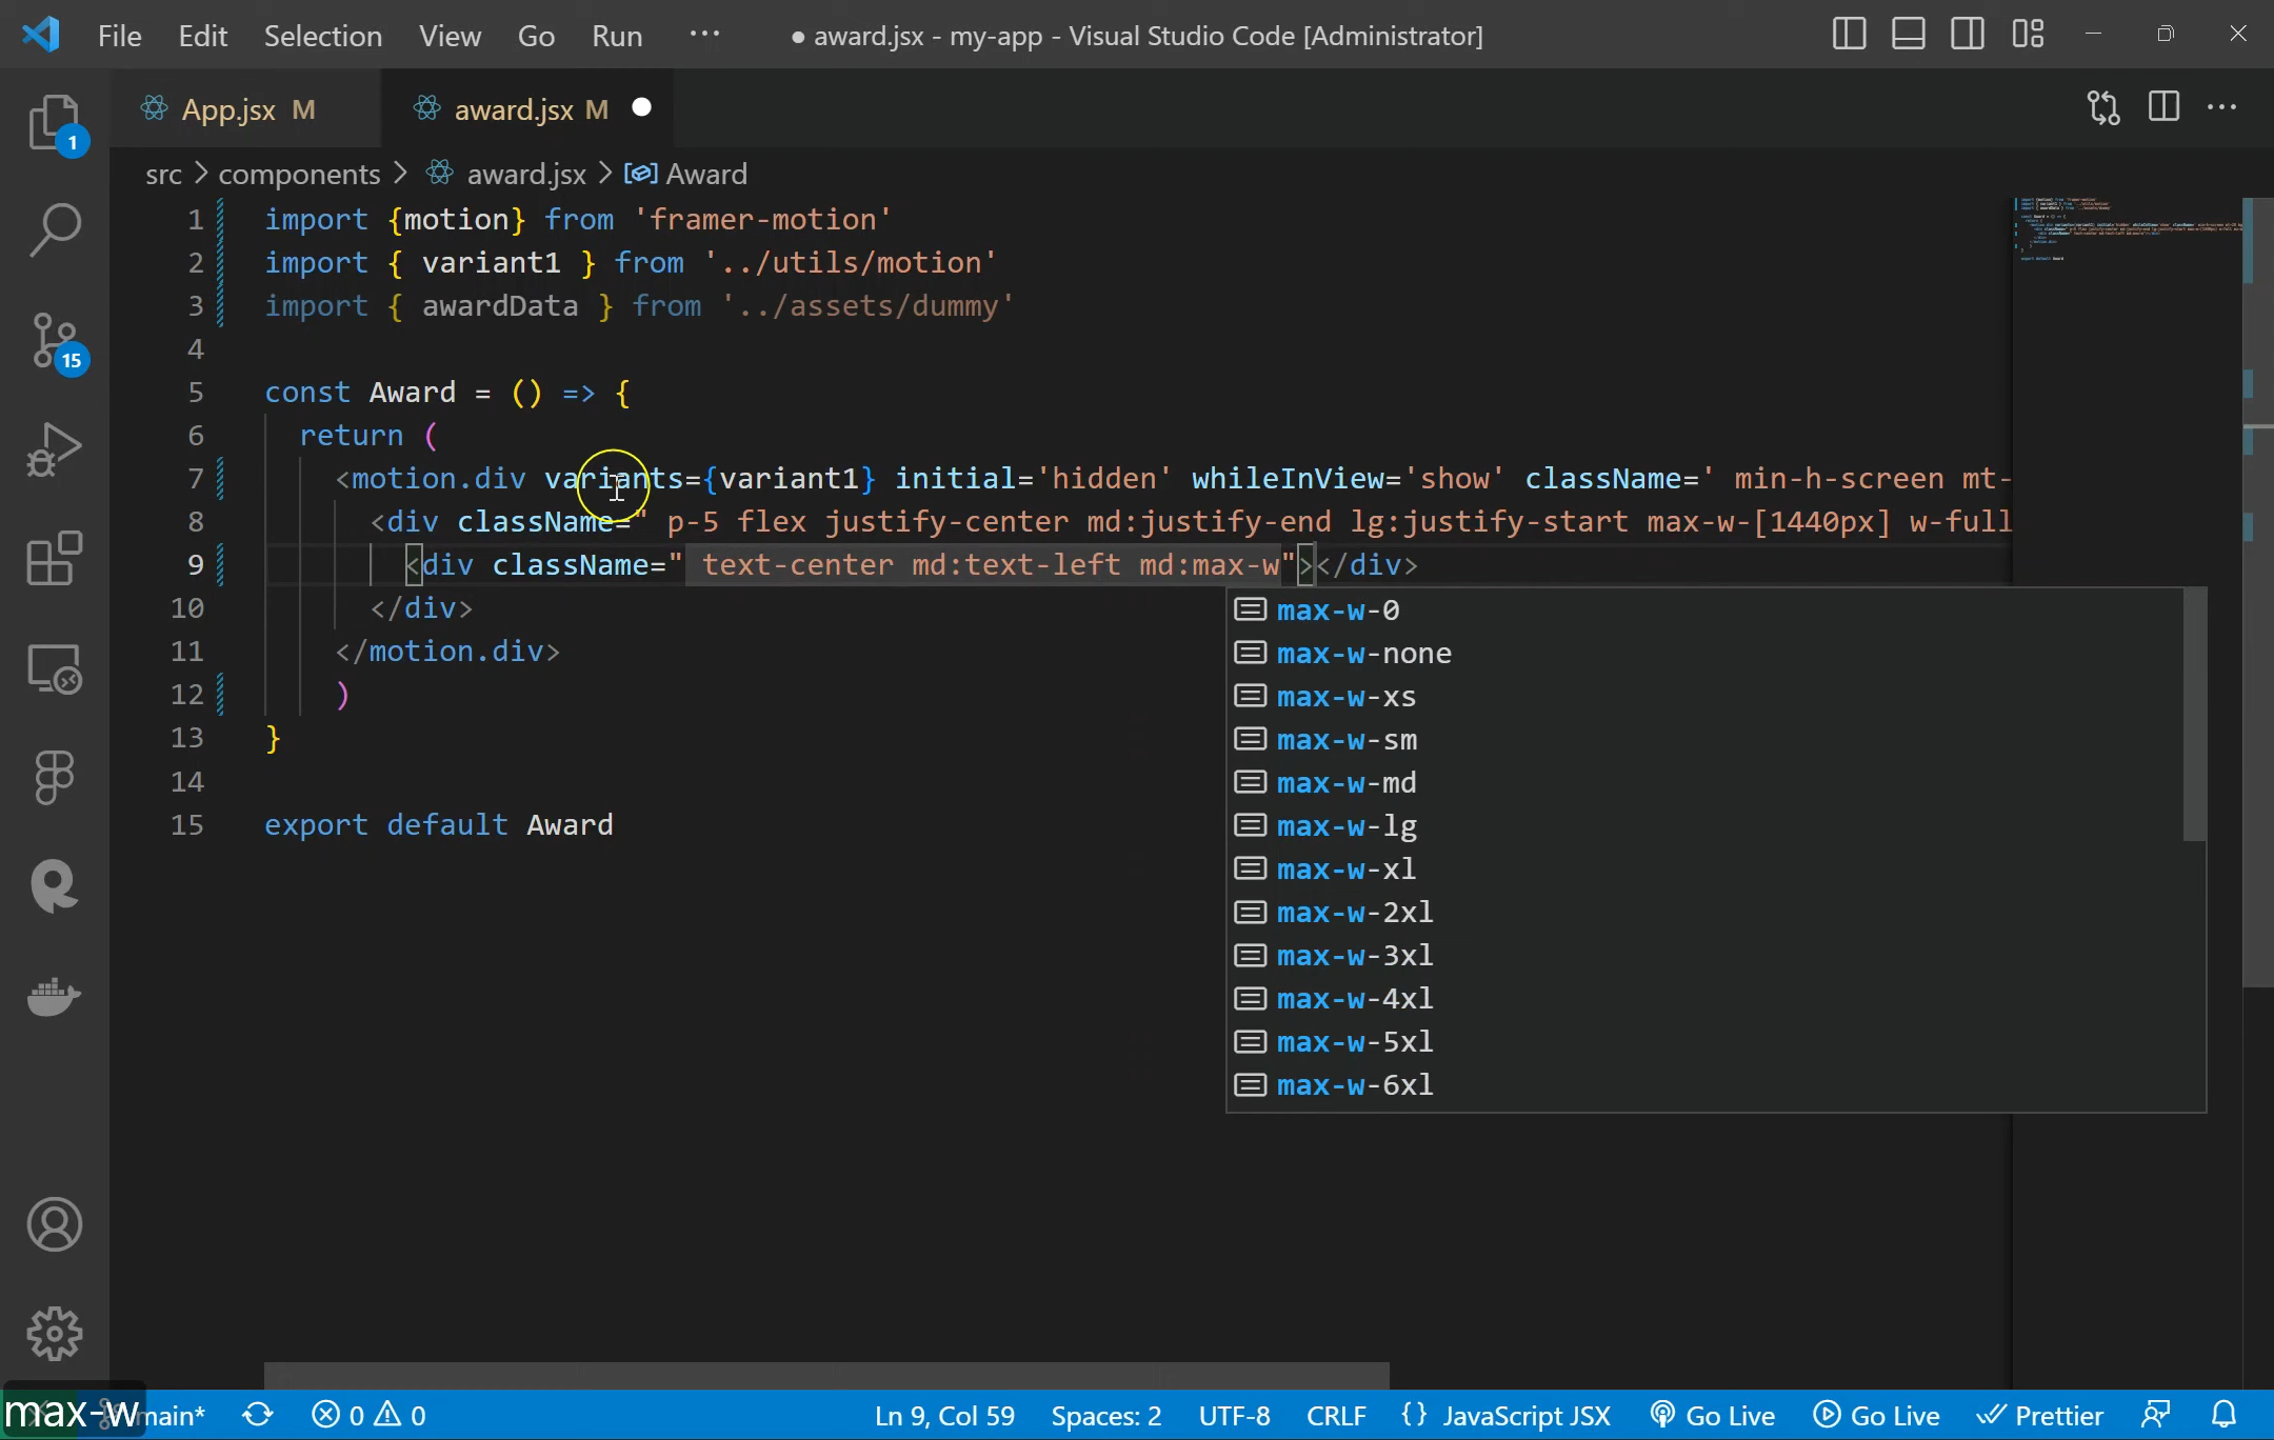 File Edit Selection View Go Run ··· ● award.jsx - my-app - Visual Studio Code [Administrator]
App.jsx M award.jsx M
src > components > award.jsx > Award
1 import {motion} from 'framer-motion'
2 import { variant1 } from '../utils/motion'
3 import { awardData } from '../assets/dummy'
4
5 const Award = () => {
6 return (
7 <motion.div variants={variant1} initial='hidden' whileInView='show' className=' min-h-screen mt-
8 <div className=" p-5 flex justify-center md:justify-end lg:justify-start max-w-[1440px] w-full
9 <div className=" text-center md:text-left md:max-w"></div>
10 </div>
11 </motion.div>
12 )
13 }
14
15 export default Award
max-w-0
max-w-none
max-w-xs
max-w-sm
max-w-md
max-w-lg
max-w-xl
max-w-2xl
max-w-3xl
max-w-4xl
max-w-5xl
max-w-6xl
1
15
max-w main* 0 0 Ln 9, Col 59 Spaces: 2 UTF-8 CRLF {} JavaScript JSX Go Live Go Live Prettier